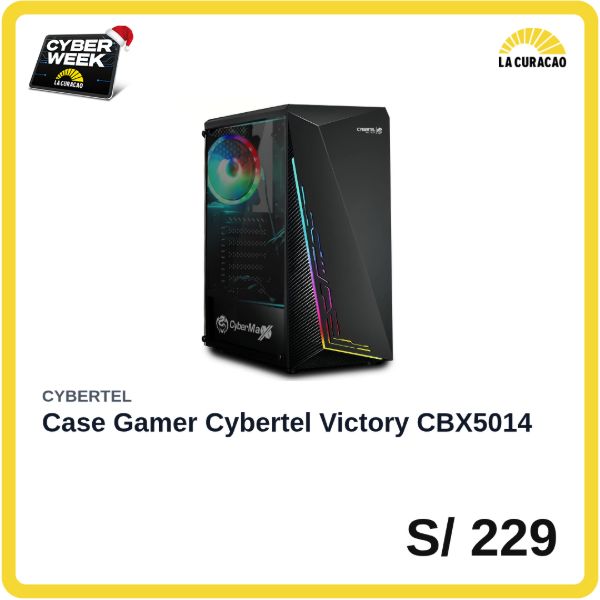 CYBER
WEEK
LA CURACAO
LA CURACAO
CYBERTEL
CyberMax
CYBERTEL
Case Gamer Cybertel Victory CBX5014
S/ 229